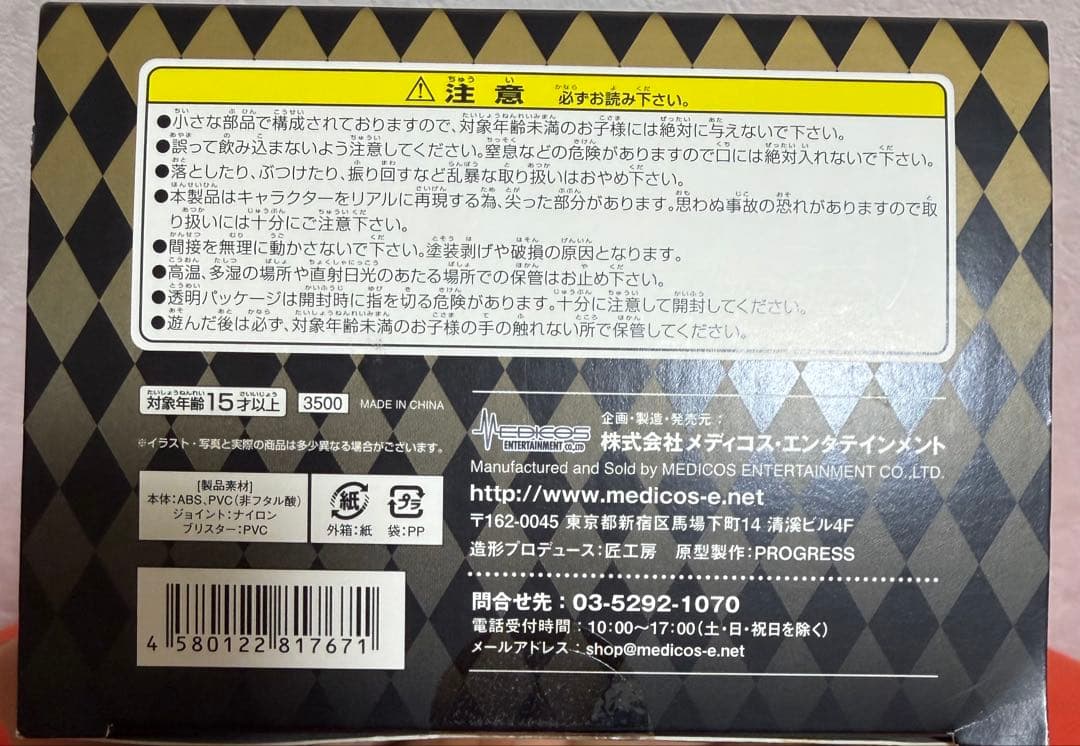 注意 必ずお読み下さい。
●小さな部品で構成されておりますので、対象年齢未満のお子様には絶対に与えないで下さい。
●誤って飲み込まないよう注意してください。窒息などの危険がありますので口には絶対入れないで下さい。
●落としたり、ぶつけたり、振り回すなど乱暴な取り扱いはおやめ下さい。
●本製品はキャラクターをリアルに再現する為、尖った部分があります。思わぬ事故の恐れがありますので取
り扱いには十分にご注意下さい。
●間接を無理に動かさないで下さい。塗装剥げや破損の原因となります。
●高温、多湿の場所や直射日光のあたる場所での保管はお止め下さい。
●透明パッケージは開封時に指を切る危険があります。十分に注意して開封してください。
●遊んだ後は必ず、対象年齢未満のお子様の手の触れない所で保管してください。
対象年齢15才以上 3500 MADE IN CHINA
※イラスト・写真と実際の商品は多少異なる場合がございます。
[製品素材]
本体:ABS、PVC(非フタル酸)
ジョイント:ナイロン
ブリスター:PVC
紙 プラ
外箱:紙 袋:PP
4 580122 817671
MEDICOS
ENTERTAINMENT CO.,LTD
企画・製造・発売元:
株式会社メディコス・エンタテインメント
Manufactured and Sold by MEDICOS ENTERTAINMENT CO.,LTD.
http://www.medicos-e.net
〒162-0045 東京都新宿区馬場下町14 清溪ビル4F
造形プロデュース:匠工房 原型製作:PROGRESS
問合せ先:03-5292-1070
電話受付時間:10:00〜17:00(土・日・祝日を除く)
メールアドレス:shop@medicos-e.net